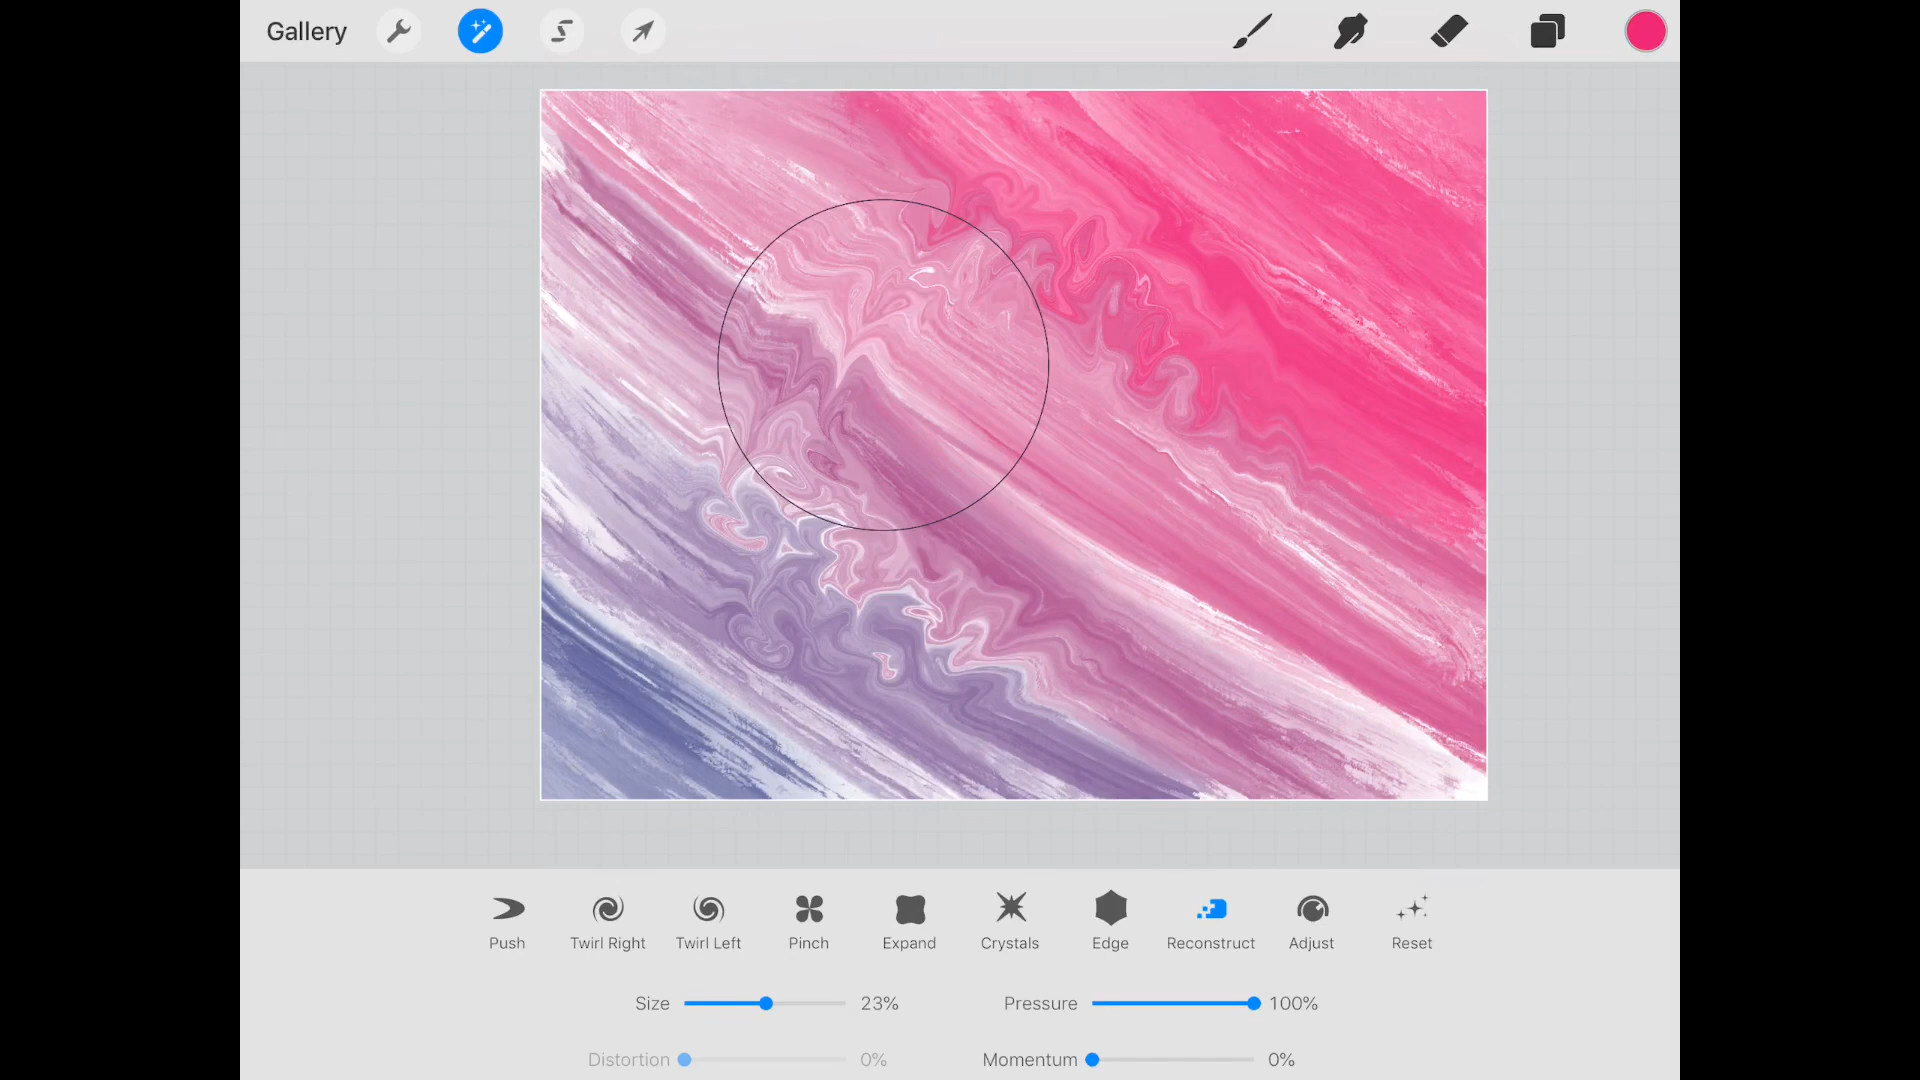 Gallery
Push Twirl Right Twirl Left Pinch Expand Crystals Edge Reconstruct Adjust Reset
Size 23% Pressure 100%
Distortion 0% Momentum 0%